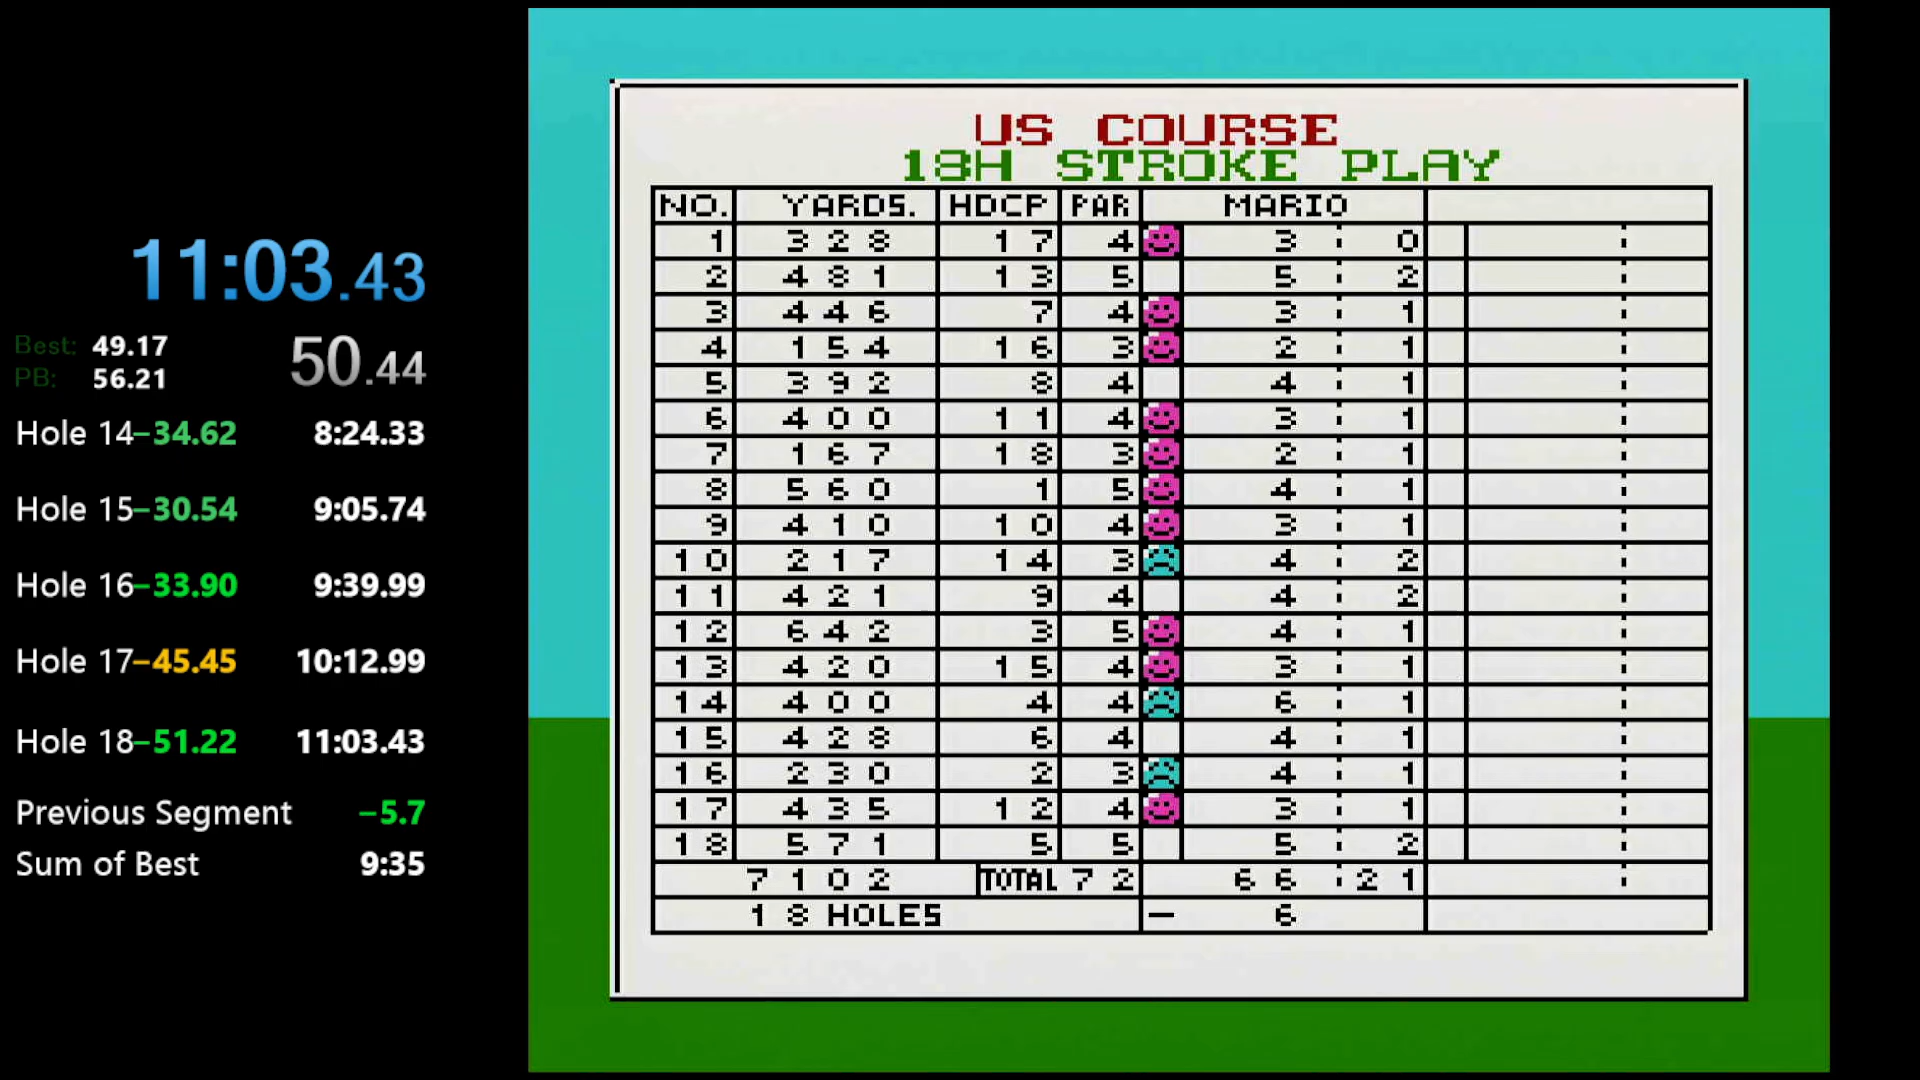 11:03.43
Best: 49.17
PB: 56.21
50.44
Hole 14 −34.62 8:24.33
Hole 15 −30.54 9:05.74
Hole 16 −33.90 9:39.99
Hole 17 −45.45 10:12.99
Hole 18 −51.22 11:03.43
Previous Segment −5.7
Sum of Best 9:35
US COURSE
18H STROKE PLAY
NO. YARDS. HDCP PAR MARIO
1 328 17 4 3 : 0 :
2 481 13 5 5 : 2 :
3 446 7 4 3 : 1 :
4 154 16 3 2 : 1 :
5 392 8 4 4 : 1 :
6 400 11 4 3 : 1 :
7 167 18 3 2 : 1 :
8 560 1 5 4 : 1 :
9 410 10 4 3 : 1 :
10 217 14 3 4 : 2 :
11 421 9 4 4 : 2 :
12 642 3 5 4 : 1 :
13 420 15 4 3 : 1 :
14 400 4 4 6 : 1 :
15 428 6 4 4 : 1 :
16 230 2 3 4 : 1 :
17 435 12 4 3 : 1 :
18 571 5 5 5 : 2 :
7102 TOTAL 72 66 : 21 :
18 HOLES − 6